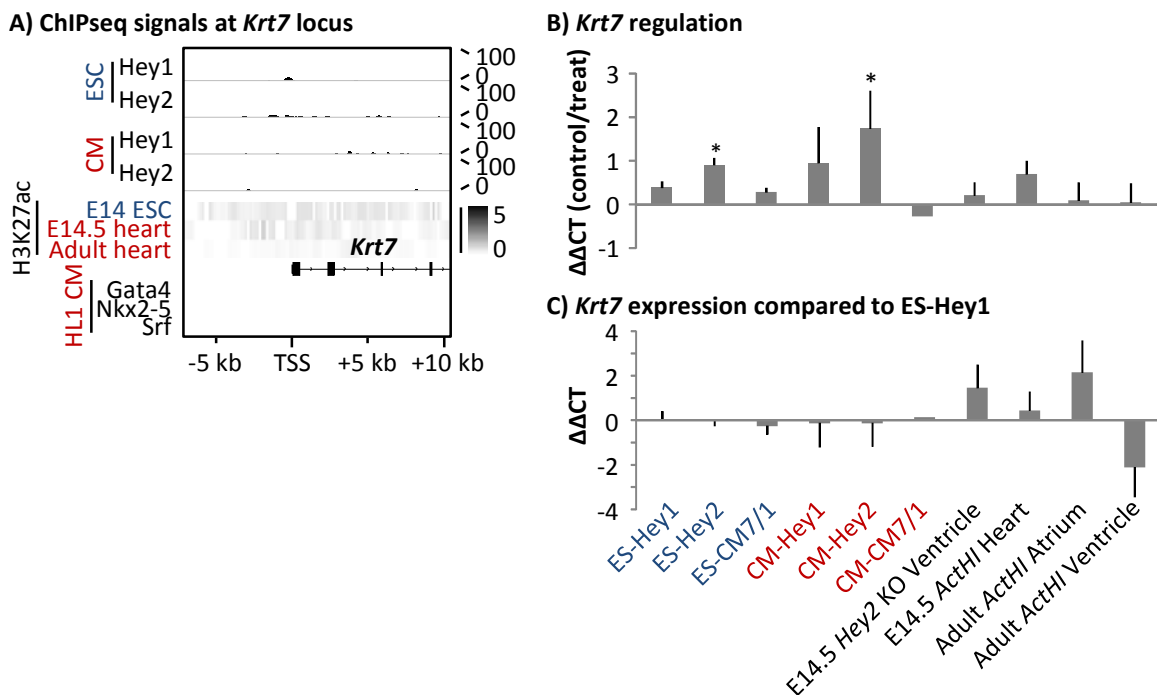 A) ChIPseq signals at Krt7 locus
ESC
Hey1
Hey2
CM
Hey1
Hey2
100
0
100
0
100
0
100
0
H3K27ac
E14 ESC
E14.5 heart
Adult heart
5
0
Krt7
HL1 CM
Gata4
Nkx2-5
Srf
-5 kb TSS +5 kb +10 kb
B) Krt7 regulation
ΔΔCT (control/treat)
3
2
1
0
-1
*
*
C) Krt7 expression compared to ES-Hey1
ΔΔCT
4
2
0
-2
-4
ES-Hey1
ES-Hey2
ES-CM7/1
CM-Hey1
CM-Hey2
CM-CM7/1
E14.5 Hey2 KO Ventricle
E14.5 ActHI Heart
Adult ActHI Atrium
Adult ActHI Ventricle